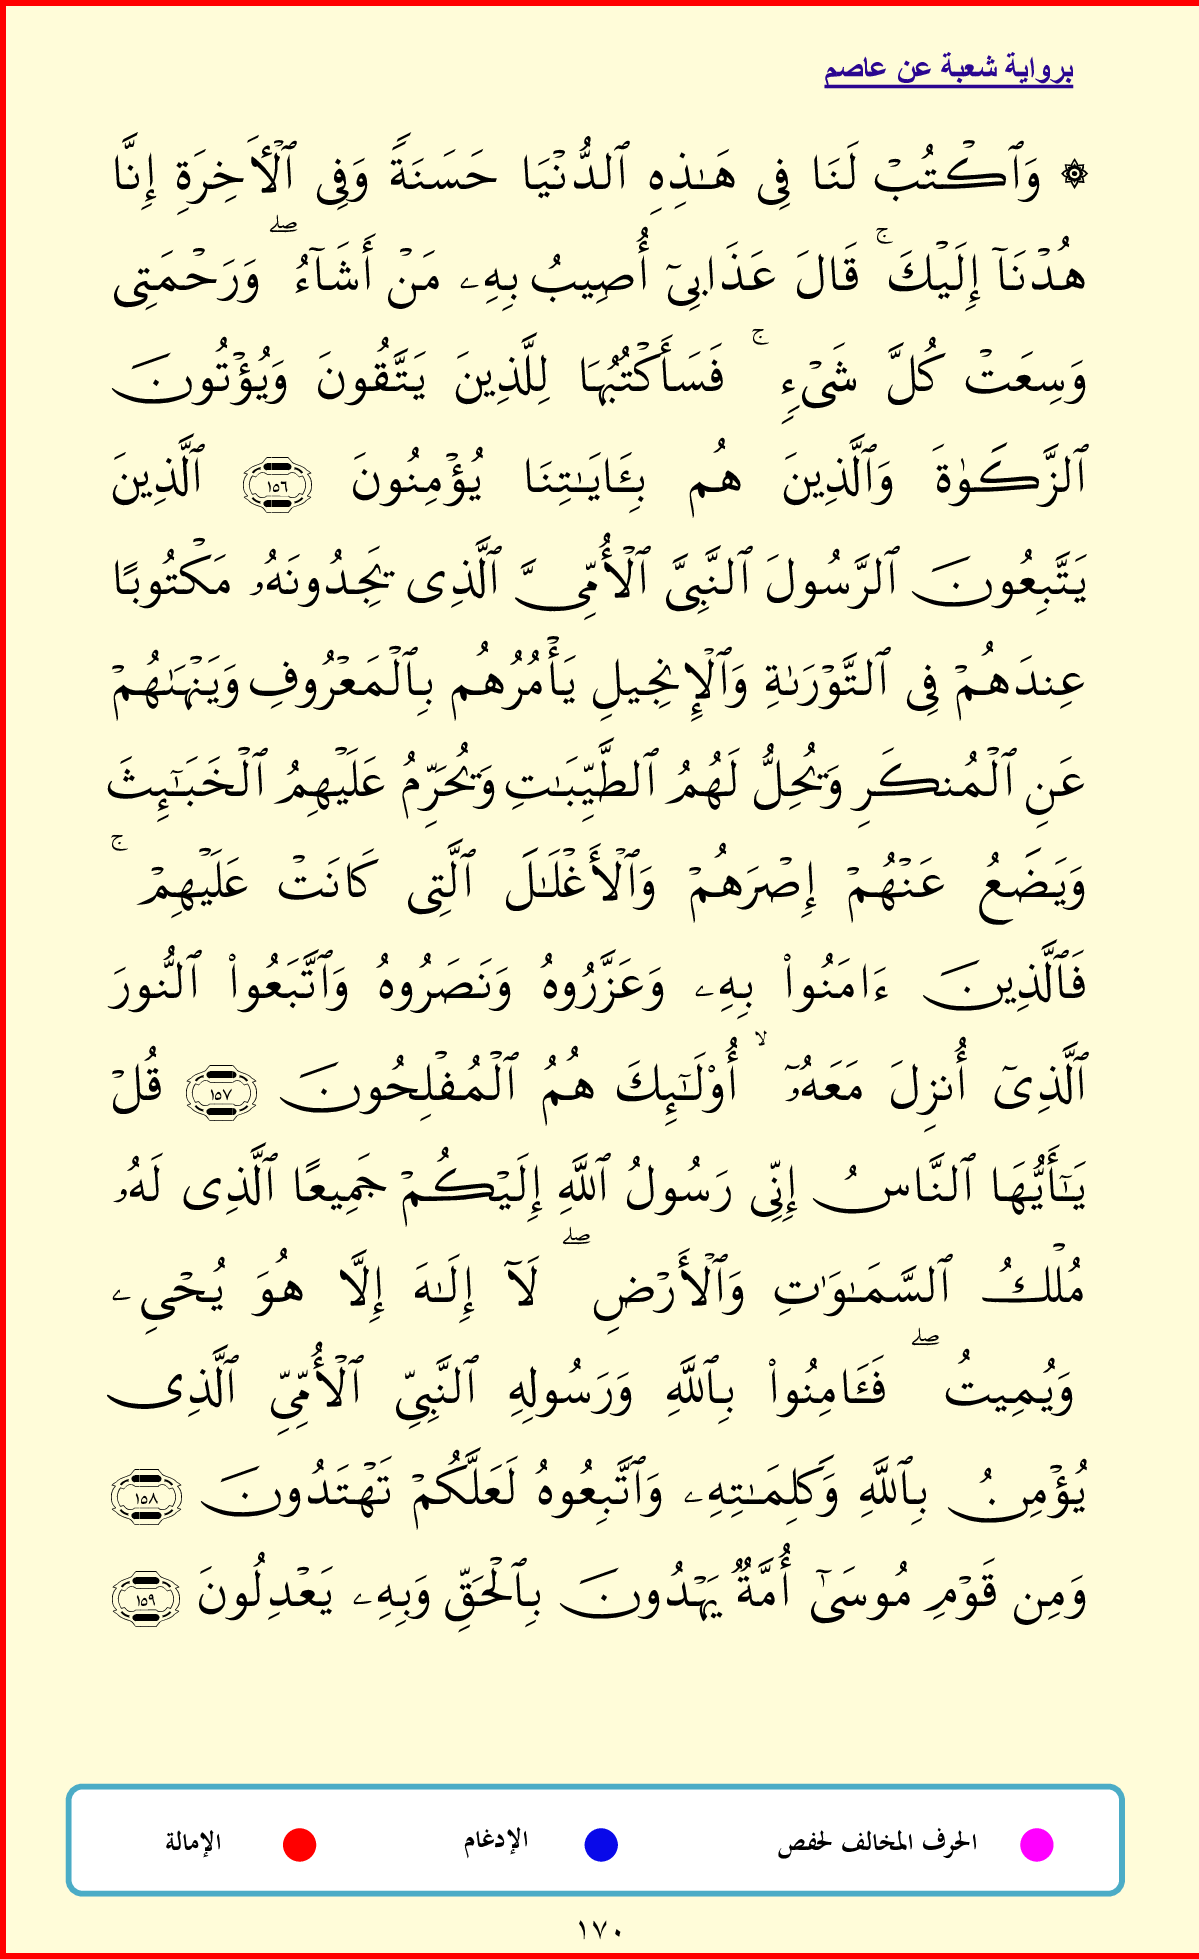 برواية شعبة عن عاصم
۞ وَٱكۡتُبۡ لَنَا فِي هَٰذِهِ ٱلدُّنۡيَا حَسَنَةٗ وَفِي ٱلۡأٓخِرَةِ إِنَّا
هُدۡنَآ إِلَيۡكَۚ قَالَ عَذَابِيٓ أُصِيبُ بِهِۦ مَنۡ أَشَآءُۖ وَرَحۡمَتِي
وَسِعَتۡ كُلَّ شَيۡءٖۚ فَسَأَكۡتُبُهَا لِلَّذِينَ يَتَّقُونَ وَيُؤۡتُونَ
ٱلزَّكَوٰةَ وَٱلَّذِينَ هُم بِـَٔايَٰتِنَا يُؤۡمِنُونَ ١٥٦ ٱلَّذِينَ
يَتَّبِعُونَ ٱلرَّسُولَ ٱلنَّبِيَّ ٱلۡأُمِّيَّ ٱلَّذِي يَجِدُونَهُۥ مَكۡتُوبًا
عِندَهُمۡ فِي ٱلتَّوۡرَىٰةِ وَٱلۡإِنجِيلِ يَأۡمُرُهُم بِٱلۡمَعۡرُوفِ وَيَنۡهَىٰهُمۡ
عَنِ ٱلۡمُنكَرِ وَيُحِلُّ لَهُمُ ٱلطَّيِّبَٰتِ وَيُحَرِّمُ عَلَيۡهِمُ ٱلۡخَبَٰٓئِثَ
وَيَضَعُ عَنۡهُمۡ إِصۡرَهُمۡ وَٱلۡأَغۡلَٰلَ ٱلَّتِي كَانَتۡ عَلَيۡهِمۡۚ
فَٱلَّذِينَ ءَامَنُواْ بِهِۦ وَعَزَّرُوهُ وَنَصَرُوهُ وَٱتَّبَعُواْ ٱلنُّورَ
ٱلَّذِيٓ أُنزِلَ مَعَهُۥٓۙ أُوْلَٰٓئِكَ هُمُ ٱلۡمُفۡلِحُونَ ١٥٧ قُلۡ
يَٰٓأَيُّهَا ٱلنَّاسُ إِنِّي رَسُولُ ٱللَّهِ إِلَيۡكُمۡ جَمِيعًا ٱلَّذِي لَهُۥ
مُلۡكُ ٱلسَّمَٰوَٰتِ وَٱلۡأَرۡضِۖ لَآ إِلَٰهَ إِلَّا هُوَ يُحۡيِۦ
وَيُمِيتُۖ فَـَٔامِنُواْ بِٱللَّهِ وَرَسُولِهِ ٱلنَّبِيِّ ٱلۡأُمِّيِّ ٱلَّذِي
يُؤۡمِنُ بِٱللَّهِ وَكَلِمَٰتِهِۦ وَٱتَّبِعُوهُ لَعَلَّكُمۡ تَهۡتَدُونَ ١٥٨
وَمِن قَوۡمِ مُوسَىٰٓ أُمَّةٞ يَهۡدُونَ بِٱلۡحَقِّ وَبِهِۦ يَعۡدِلُونَ ١٥٩
الحرف المخالف لحفص الإدغام الإمالة
١٧٠